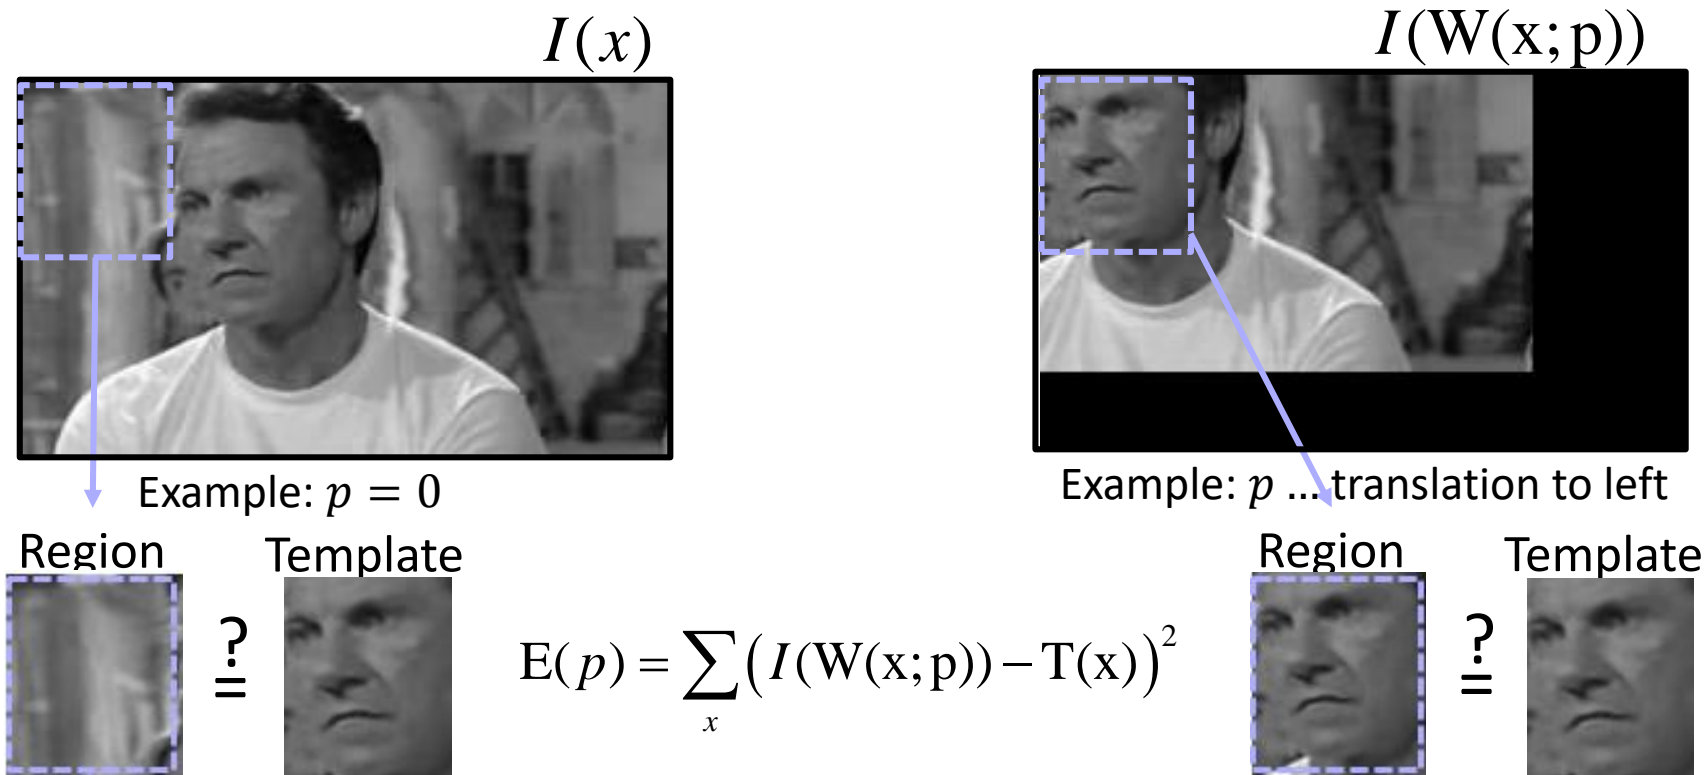 I(x)
I(W(x;p))
Example: p = 0
Example: p ... translation to left
Region
Template
Region
Template
?
=
E(p) = ∑ₓ (I(W(x;p)) − T(x))²
?
=